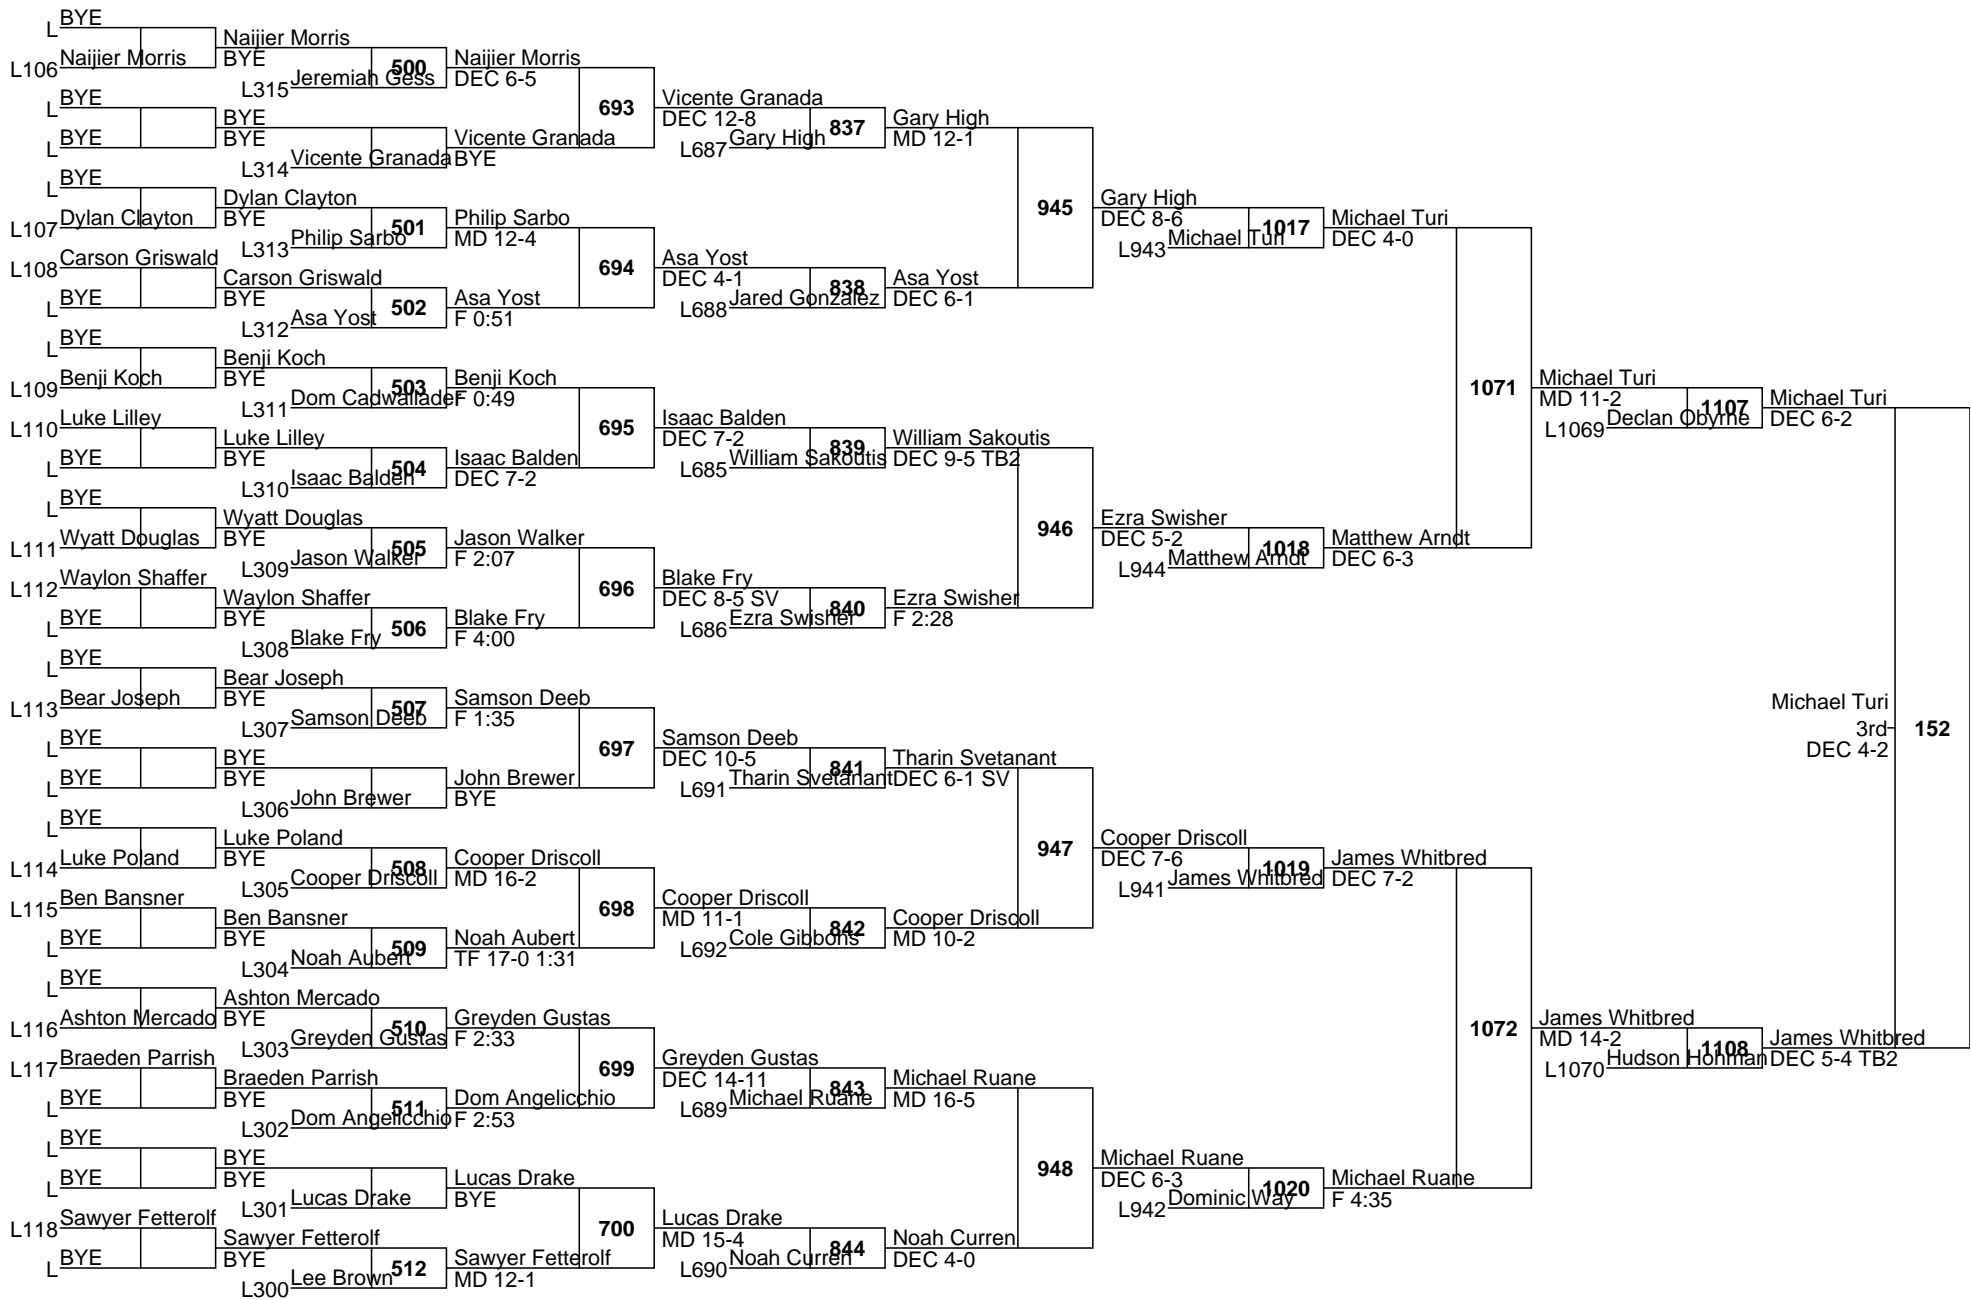 BYE
L
Naijier Morris
L106
Naijier Morris
BYE
Jeremiah Gess
L315
500
Naijier Morris
DEC 6-5
BYE
L
BYE
L
BYE
BYE
Vicente Granada
L314
Vicente Granada
BYE
693
Vicente Granada
DEC 12-8
Gary High
L687
837
Gary High
MD 12-1
BYE
L
Dylan Clayton
L107
Dylan Clayton
BYE
Philip Sarbo
L313
501
Philip Sarbo
MD 12-4
Carson Griswald
L108
BYE
L
Carson Griswald
BYE
Asa Yost
L312
502
Asa Yost
F 0:51
694
Asa Yost
DEC 4-1
Jared Gonzalez
L688
838
Asa Yost
DEC 6-1
945
Gary High
DEC 8-6
Michael Turi
L943
1017
Michael Turi
DEC 4-0
BYE
L
Benji Koch
L109
Benji Koch
BYE
Dom Cadwallader
L311
503
Benji Koch
F 0:49
Luke Lilley
L110
BYE
L
Luke Lilley
BYE
Isaac Balden
L310
504
Isaac Balden
DEC 7-2
695
Isaac Balden
DEC 7-2
William Sakoutis
L685
839
William Sakoutis
DEC 9-5 TB2
BYE
L
Wyatt Douglas
L111
Wyatt Douglas
BYE
Jason Walker
L309
505
Jason Walker
F 2:07
Waylon Shaffer
L112
BYE
L
Waylon Shaffer
BYE
Blake Fry
L308
506
Blake Fry
F 4:00
696
Blake Fry
DEC 8-5 SV
Ezra Swisher
L686
840
Ezra Swisher
F 2:28
946
Ezra Swisher
DEC 5-2
Matthew Arndt
L944
1018
Matthew Arndt
DEC 6-3
1071
Michael Turi
MD 11-2
Declan Obyrne
L1069
1107
Michael Turi
DEC 6-2
BYE
L
Bear Joseph
L113
Bear Joseph
BYE
Samson Deeb
L307
507
Samson Deeb
F 1:35
BYE
L
BYE
L
BYE
BYE
John Brewer
L306
John Brewer
BYE
697
Samson Deeb
DEC 10-5
Tharin Svetanant
L691
841
Tharin Svetanant
DEC 6-1 SV
BYE
L
Luke Poland
L114
Luke Poland
BYE
Cooper Driscoll
L305
508
Cooper Driscoll
MD 16-2
Ben Bansner
L115
BYE
L
Ben Bansner
BYE
Noah Aubert
L304
509
Noah Aubert
TF 17-0 1:31
698
Cooper Driscoll
MD 11-1
Cole Gibbons
L692
842
Cooper Driscoll
MD 10-2
947
Cooper Driscoll
DEC 7-6
James Whitbred
L941
1019
James Whitbred
DEC 7-2
BYE
L
Ashton Mercado
L116
Ashton Mercado
BYE
Greyden Gustas
L303
510
Greyden Gustas
F 2:33
Braeden Parrish
L117
BYE
L
Braeden Parrish
BYE
Dom Angelicchio
L302
511
Dom Angelicchio
F 2:53
699
Greyden Gustas
DEC 14-11
Michael Ruane
L689
843
Michael Ruane
MD 16-5
BYE
L
BYE
L
BYE
BYE
Lucas Drake
L301
Lucas Drake
BYE
Sawyer Fetterolf
L118
BYE
L
Sawyer Fetterolf
BYE
Lee Brown
L300
512
Sawyer Fetterolf
MD 12-1
700
Lucas Drake
MD 15-4
Noah Curren
L690
844
Noah Curren
DEC 4-0
948
Michael Ruane
DEC 6-3
Dominic Way
L942
1020
Michael Ruane
F 4:35
1072
James Whitbred
MD 14-2
Hudson Hohman
L1070
1108
James Whitbred
DEC 5-4 TB2
Michael Turi
3rd
DEC 4-2
152